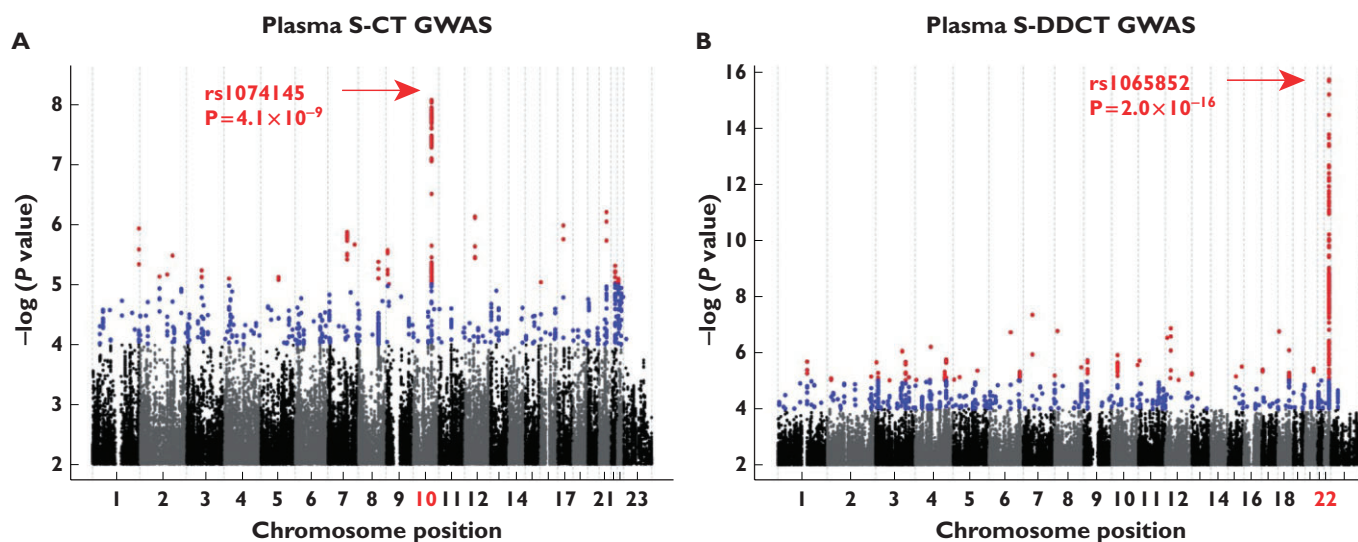 A
Plasma S-CT GWAS
rs1074145
P=4.1×10⁻⁹
8
7
6
5
4
3
2
–log (P value)
1 2 3 4 5 6 7 8 9 10 11 12 14 17 21 23
Chromosome position
B
Plasma S-DDCT GWAS
rs1065852
P=2.0×10⁻¹⁶
16
14
12
10
8
6
4
2
–log (P value)
1 2 3 4 5 6 7 8 9 10 11 12 14 16 18 22
Chromosome position